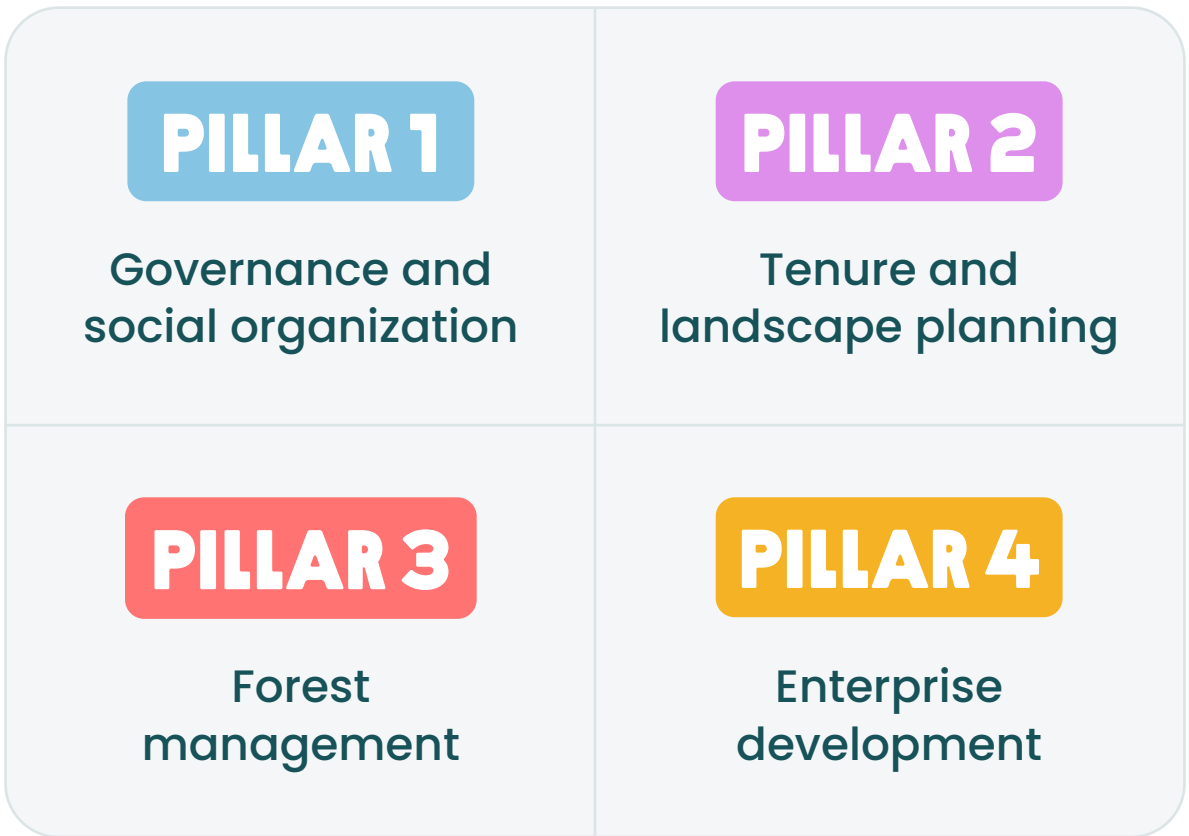 PILLAR 1
Governance and
social organization
PILLAR 2
Tenure and
landscape planning
PILLAR 3
Forest
management
PILLAR 4
Enterprise
development